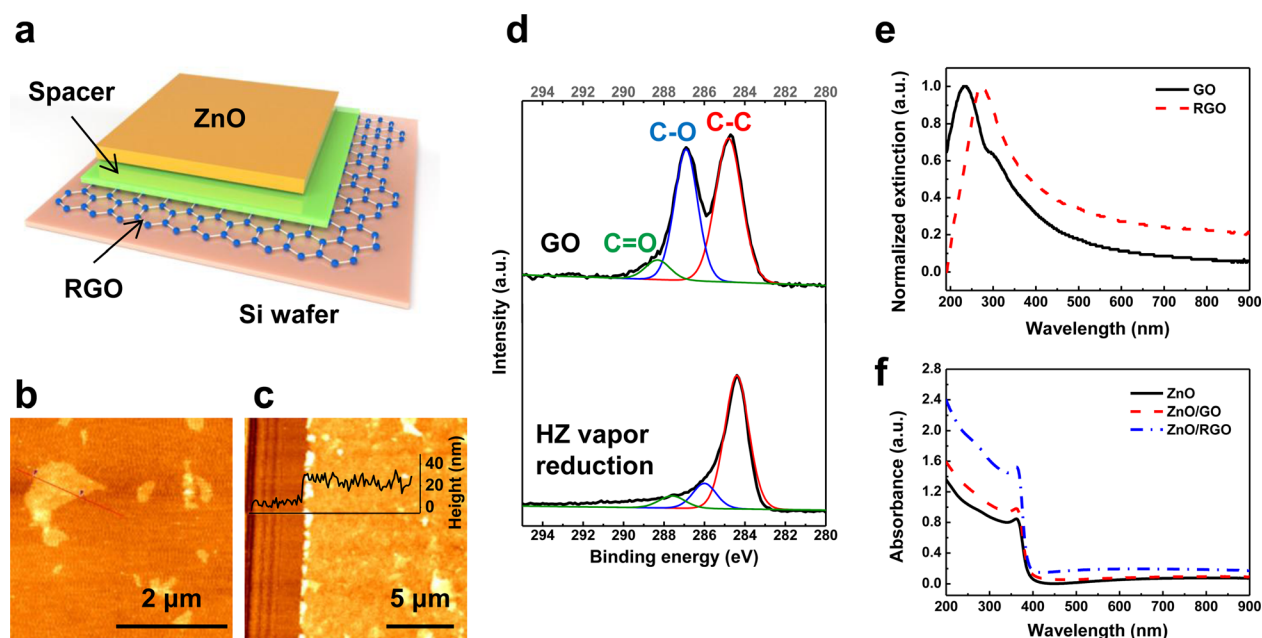 a
Spacer
ZnO
RGO
Si wafer
b
2 μm
c
40
20
0
Height (nm)
5 μm
d
294 292 290 288 286 284 282 280
C-O
C-C
C=O
GO
HZ vapor
reduction
Intensity (a.u.)
294 292 290 288 286 284 282 280
Binding energy (eV)
e
GO
RGO
1.0
0.8
0.6
0.4
0.2
0.0
Normalized extinction (a.u.)
200 300 400 500 600 700 800 900
Wavelength (nm)
f
ZnO
ZnO/GO
ZnO/RGO
2.8
2.4
2.0
1.6
1.2
0.8
0.4
0.0
Absorbance (a.u.)
200 300 400 500 600 700 800 900
Wavelength (nm)